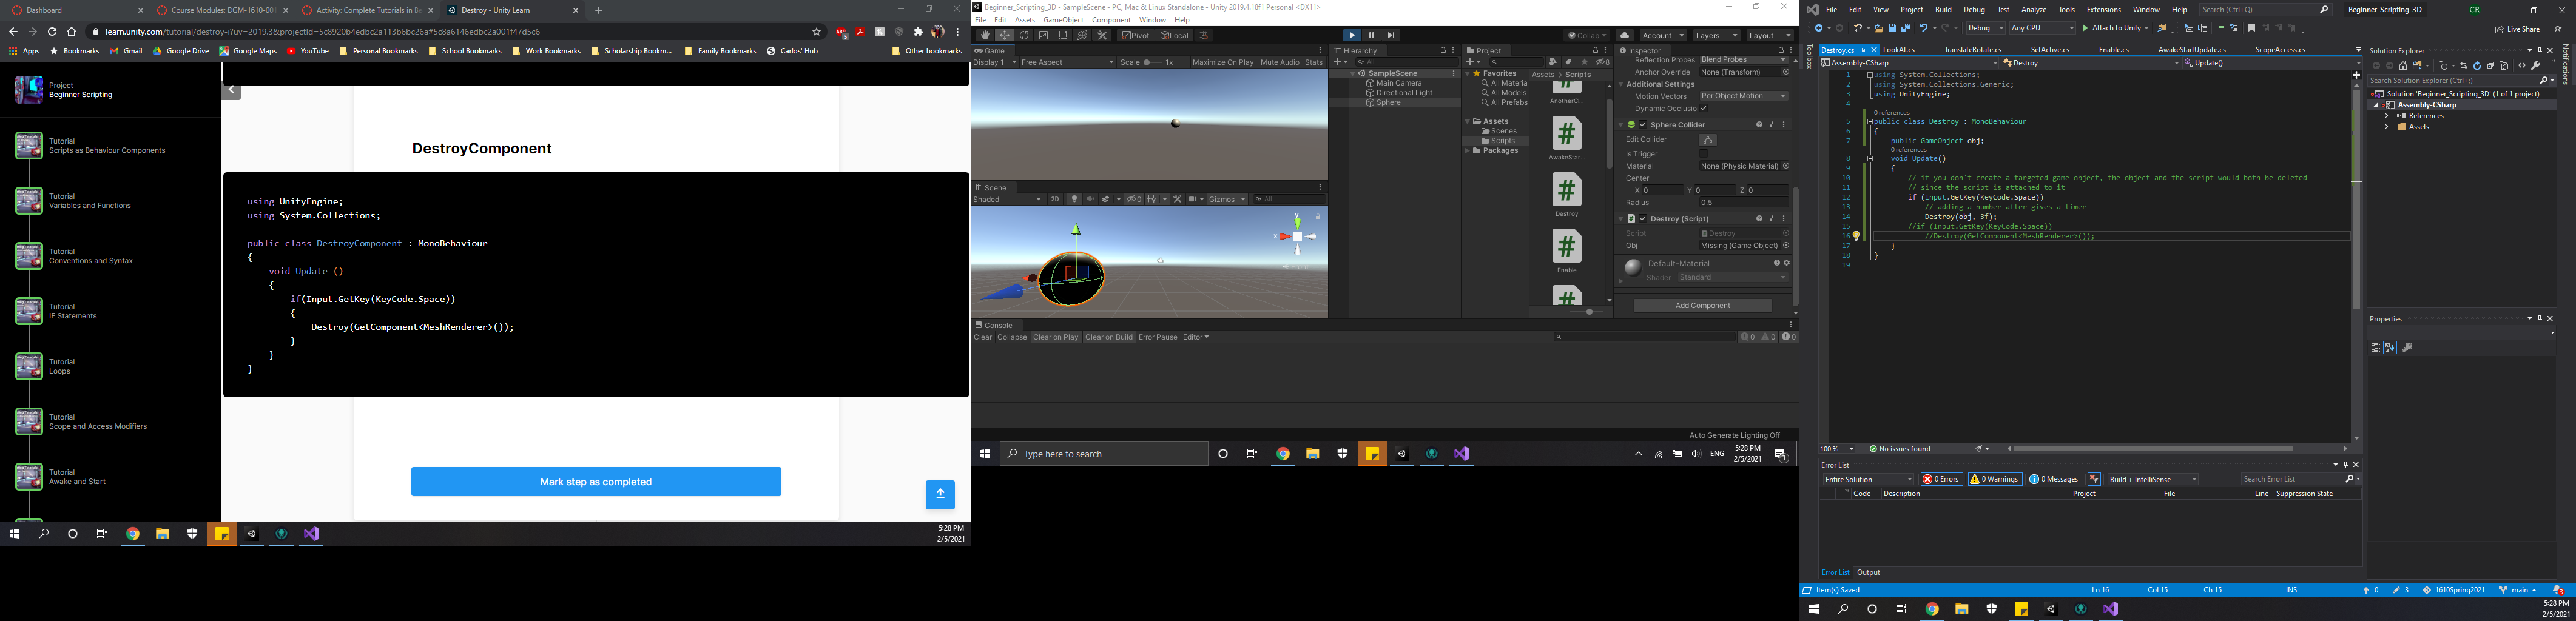 Dashboard
Course Modules: DGM-1610-001
Activity: Complete Tutorials in Be
Destroy - Unity Learn
learn.unity.com/tutorial/destroy-i?uv=2019.3&projectId=5c8920b4edbc2a113b6bc26a#5c8a6146edbc2a001f47d5c6
Apps
Bookmarks
Gmail
Google Drive
Google Maps
YouTube
Personal Bookmarks
School Bookmarks
Work Bookmarks
Scholarship Bookm...
Family Bookmarks
Carlos' Hub
Other bookmarks
Project
Beginner Scripting
Tutorial
Scripts as Behaviour Components
Tutorial
Variables and Functions
Tutorial
Conventions and Syntax
Tutorial
IF Statements
Tutorial
Loops
Tutorial
Scope and Access Modifiers
Tutorial
Awake and Start
DestroyComponent
using UnityEngine;
using System.Collections;
public class DestroyComponent : MonoBehaviour
{
void Update ()
{
if(Input.GetKey(KeyCode.Space))
{
Destroy(GetComponent<MeshRenderer>());
}
}
}
Mark step as completed
5:28 PM
2/5/2021
Beginner_Scripting_3D - SampleScene - PC, Mac & Linux Standalone - Unity 2019.4.18f1 Personal <DX11>
File Edit Assets GameObject Component Window Help
Pivot Local
Collab Account Layers Layout
Game
Display 1 Free Aspect Scale 1x Maximize On Play Mute Audio Stats
Scene
Shaded 2D 0 Gizmos All
Console
Clear Collapse Clear on Play Clear on Build Error Pause Editor
0 0 0
Hierarchy
All
SampleScene
Main Camera
Directional Light
Sphere
Project
8
Favorites
All Materia
All Models
All Prefabs
Assets
Scenes
Scripts
Packages
Assets > Scripts
AnotherCl...
AwakeStar...
Destroy
Enable
Inspector
Reflection Probes Blend Probes
Anchor Override None (Transform)
Additional Settings
Motion Vectors Per Object Motion
Dynamic Occlusion
Sphere Collider
Edit Collider
Is Trigger
Material None (Physic Material)
Center
X 0 Y 0 Z 0
Radius 0.5
Destroy (Script)
Script Destroy
Obj Missing (Game Object)
Default-Material
Shader Standard
Add Component
Auto Generate Lighting Off
Type here to search
ENG
5:28 PM
2/5/2021
File Edit View Project Build Debug Test Analyze Tools Extensions Window Help
Search (Ctrl+Q)
Beginner_Scripting_3D
CR
Debug Any CPU Attach to Unity
Live Share
Toolbox
Notifications
Destroy.cs LookAt.cs TranslateRotate.cs SetActive.cs Enable.cs AwakeStartUpdate.cs ScopeAccess.cs
Assembly-CSharp Destroy Update()
1 using System.Collections;
2 using System.Collections.Generic;
3 using UnityEngine;
4
0 references
5 public class Destroy : MonoBehaviour
6 {
7 public GameObject obj;
0 references
8 void Update()
9 {
10 // if you don't create a targeted game object, the object and the script would both be deleted
11 // since the script is attached to it
12 if (Input.GetKey(KeyCode.Space))
13 // adding a number after gives a timer
14 Destroy(obj, 3f);
15 //if (Input.GetKey(KeyCode.Space))
16 //Destroy(GetComponent<MeshRenderer>());
17 }
18 }
19
100 % No issues found
Error List
Entire Solution 0 Errors 0 Warnings 0 Messages Build + IntelliSense Search Error List
Code Description Project File Line Suppression State
Error List Output
Solution Explorer
Search Solution Explorer (Ctrl+;)
Solution 'Beginner_Scripting_3D' (1 of 1 project)
Assembly-CSharp
References
Assets
Properties
Item(s) Saved Ln 16 Col 15 Ch 15 INS 0 3 1610Spring2021 main 3
5:28 PM
2/5/2021